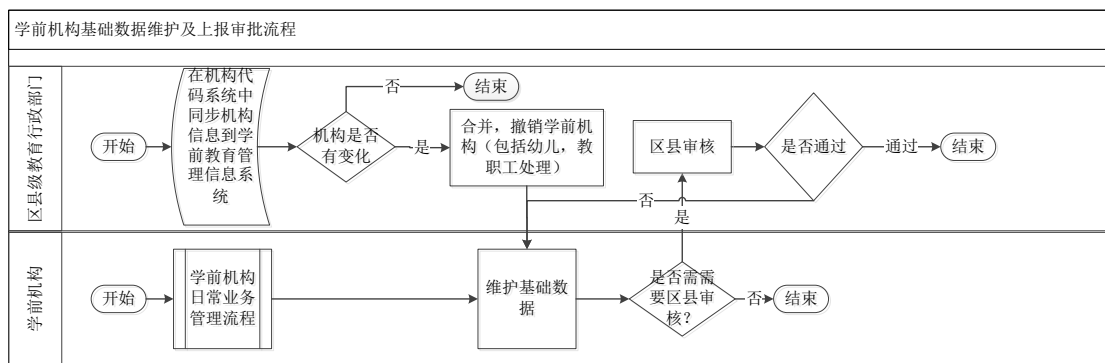 学前机构基础数据维护及上报审批流程
区县级教育行政部门
开始
在机构代
码系统中
同步机构
信息到学
前教育管
理信息系
统
机构是否
有变化
否
结束
是
合并，撤销学前机
构（包括幼儿，教
职工处理）
区县审核
是否通过
通过
结束
否
是
学前机构
开始
学前机构
日常业务
管理流程
维护基础数
据
是否需需
要区县审
核？
否
结束